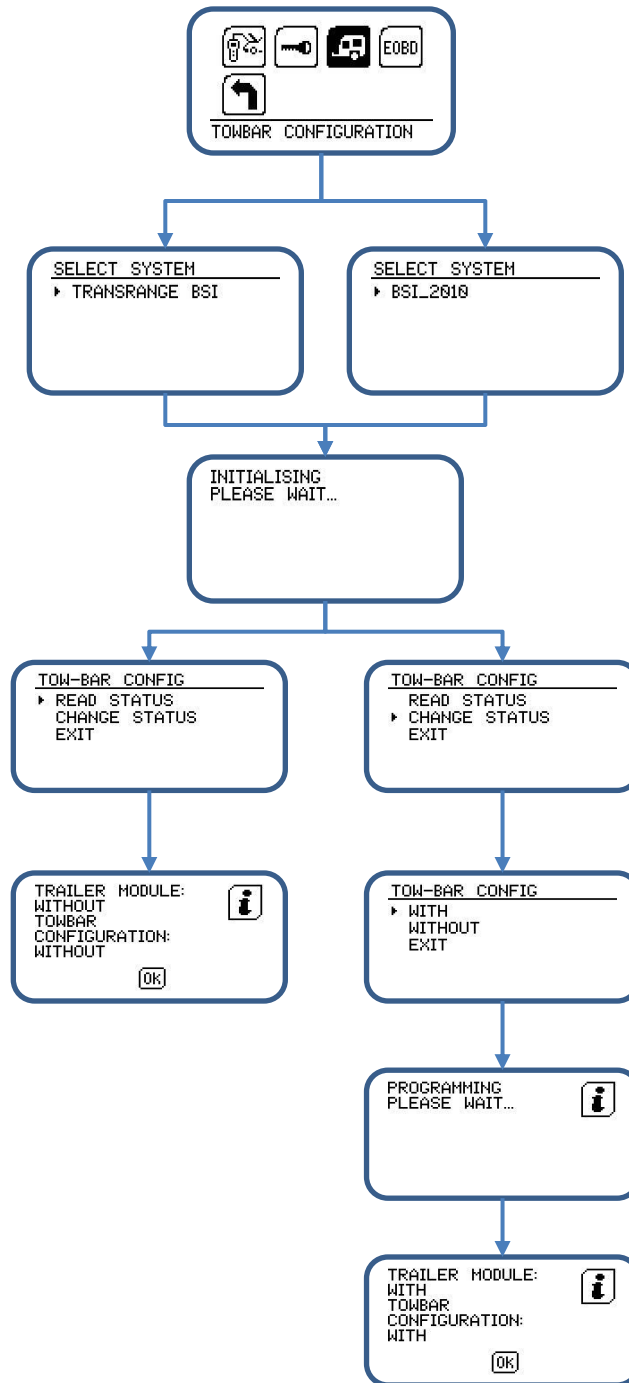 EOBD
TOWBAR CONFIGURATION
SELECT SYSTEM
▸ TRANSRANGE BSI
SELECT SYSTEM
▸ BSI_2010
INITIALISING
PLEASE WAIT…
TOW-BAR CONFIG
▸ READ STATUS
CHANGE STATUS
EXIT
TOW-BAR CONFIG
READ STATUS
▸ CHANGE STATUS
EXIT
TRAILER MODULE:
WITHOUT
TOWBAR
CONFIGURATION:
WITHOUT
i
OK
TOW-BAR CONFIG
▸ WITH
WITHOUT
EXIT
PROGRAMMING
PLEASE WAIT…
i
TRAILER MODULE:
WITH
TOWBAR
CONFIGURATION:
WITH
i
OK